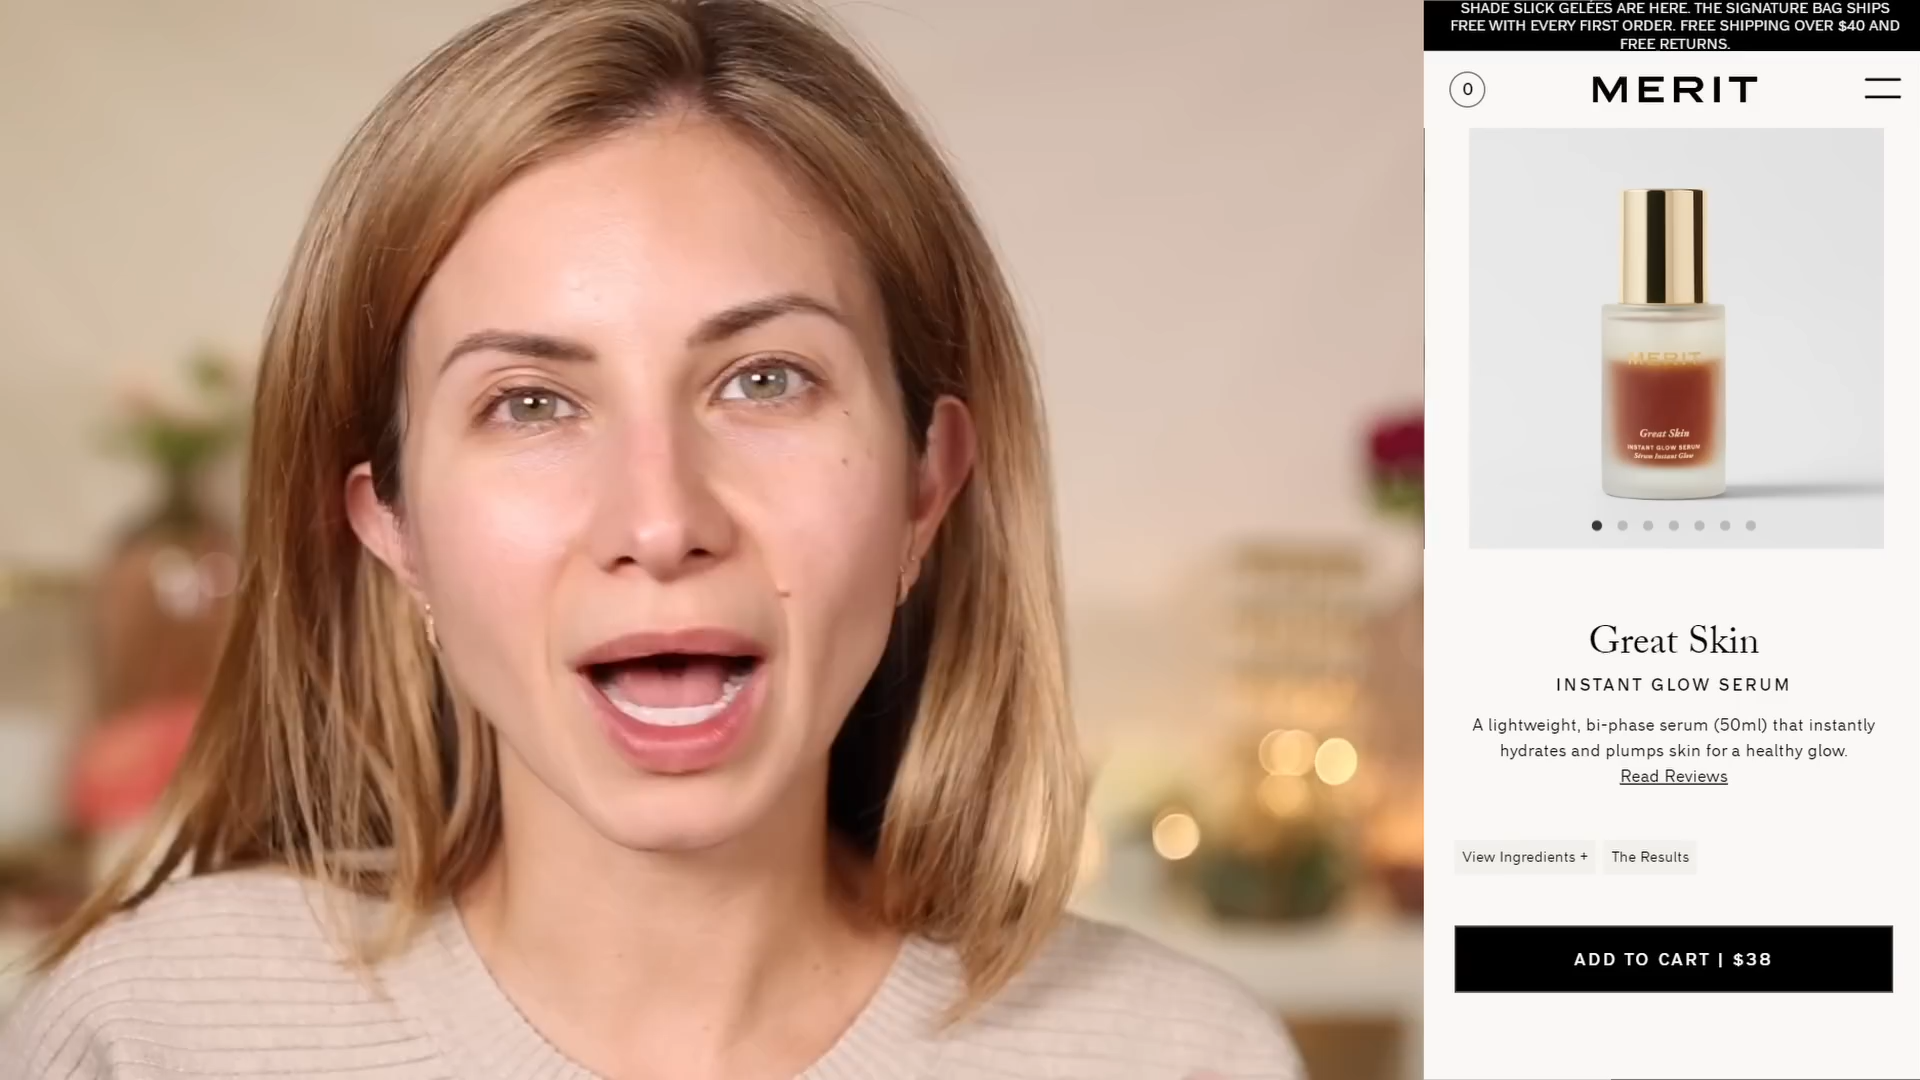 SHADE SLICK GELÉES ARE HERE. THE SIGNATURE BAG SHIPS
FREE WITH EVERY FIRST ORDER. FREE SHIPPING OVER $40 AND
FREE RETURNS.
0
MERIT
MERIT
Great Skin
INSTANT GLOW SERUM
Sérum Instant Glow
Great Skin
INSTANT GLOW SERUM
A lightweight, bi-phase serum (50ml) that instantly
hydrates and plumps skin for a healthy glow.
Read Reviews
View Ingredients +
The Results
ADD TO CART | $38